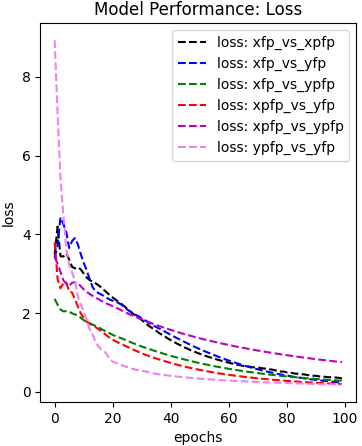 Model Performance: Loss
loss: xfp_vs_xpfp
loss: xfp_vs_yfp
loss: xfp_vs_ypfp
loss: xpfp_vs_yfp
loss: xpfp_vs_ypfp
loss: ypfp_vs_yfp
loss
8
6
4
2
0
0 20 40 60 80 100
epochs